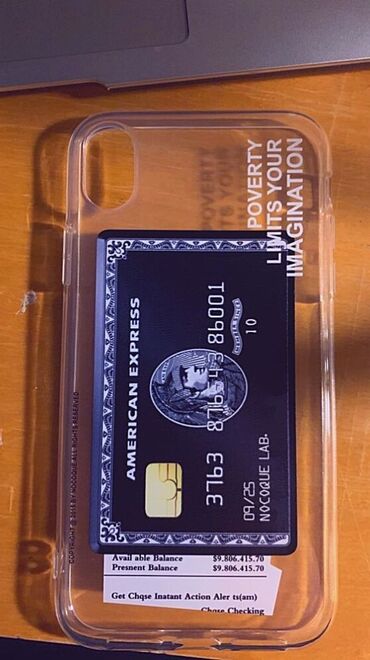 POVERTY
LIMITS YOUR
IMAGINATION
AMERICAN EXPRESS
3763 876543 86001
10
09/25
NOCOQUE LAB.
Avail able Balance $9.806.415.70
Presnent Balance $9.806.415.70
Get Chqse Inatant Action Aler ts(am)
Chqse Checking